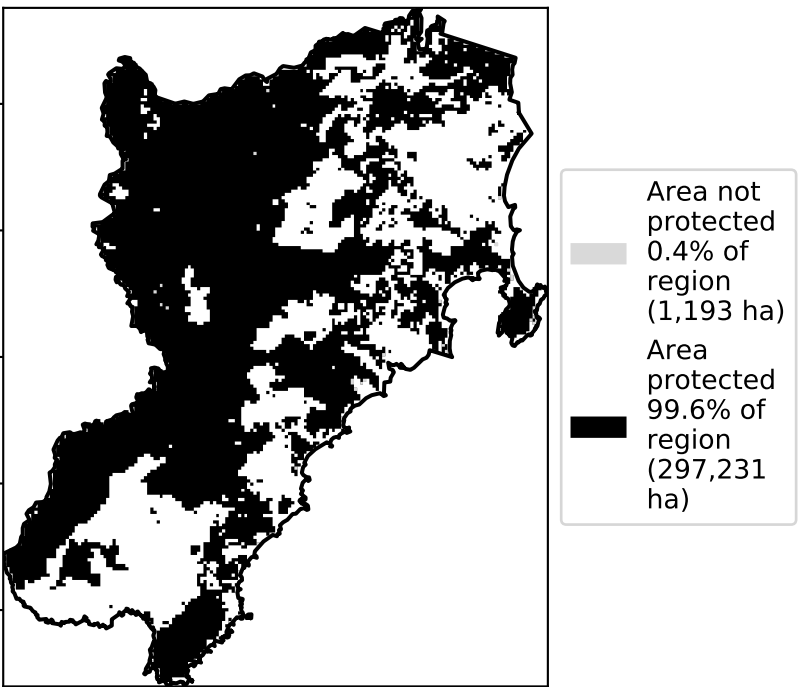 Area not
protected
0.4% of
region
(1,193 ha)
Area
protected
99.6% of
region
(297,231
ha)